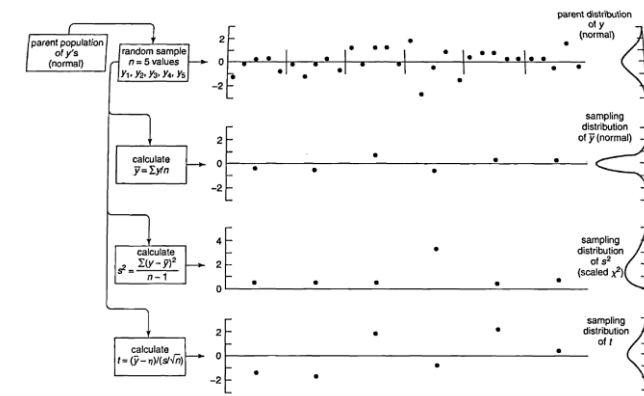 parent population
of y's
(normal)
random sample
n = 5 values
y₁, y₂, y₃, y₄, y₅
2
0
−2
parent distribution
of y
(normal)
calculate
ȳ = Σy/n
2
0
−2
sampling
distribution
of ȳ (normal)
calculate
s² = Σ(y − ȳ)² / n − 1
4
2
0
sampling
distribution
of s²
(scaled χ²)
calculate
t = (ȳ − η)/(s/√n)
2
0
−2
sampling
distribution
of t